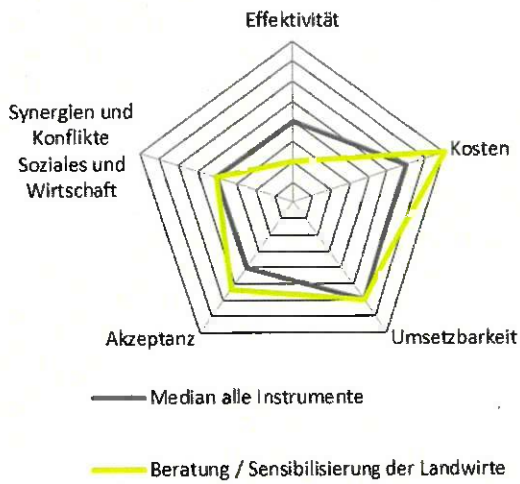 Effektivität
Synergien und
Konflikte
Soziales und
Wirtschaft
Kosten
Akzeptanz
Umsetzbarkeit
Median alle Instrumente
Beratung / Sensibilisierung der Landwirte